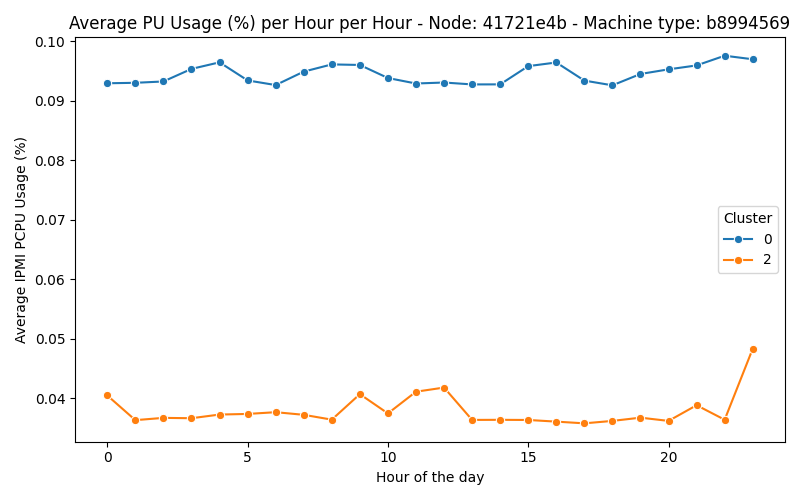 Average PU Usage (%) per Hour per Hour - Node: 41721e4b - Machine type: b8994569
Average IPMI PCPU Usage (%)
0.10
0.09
0.08
0.07
0.06
0.05
0.04
Cluster
0
2
0 5 10 15 20
Hour of the day